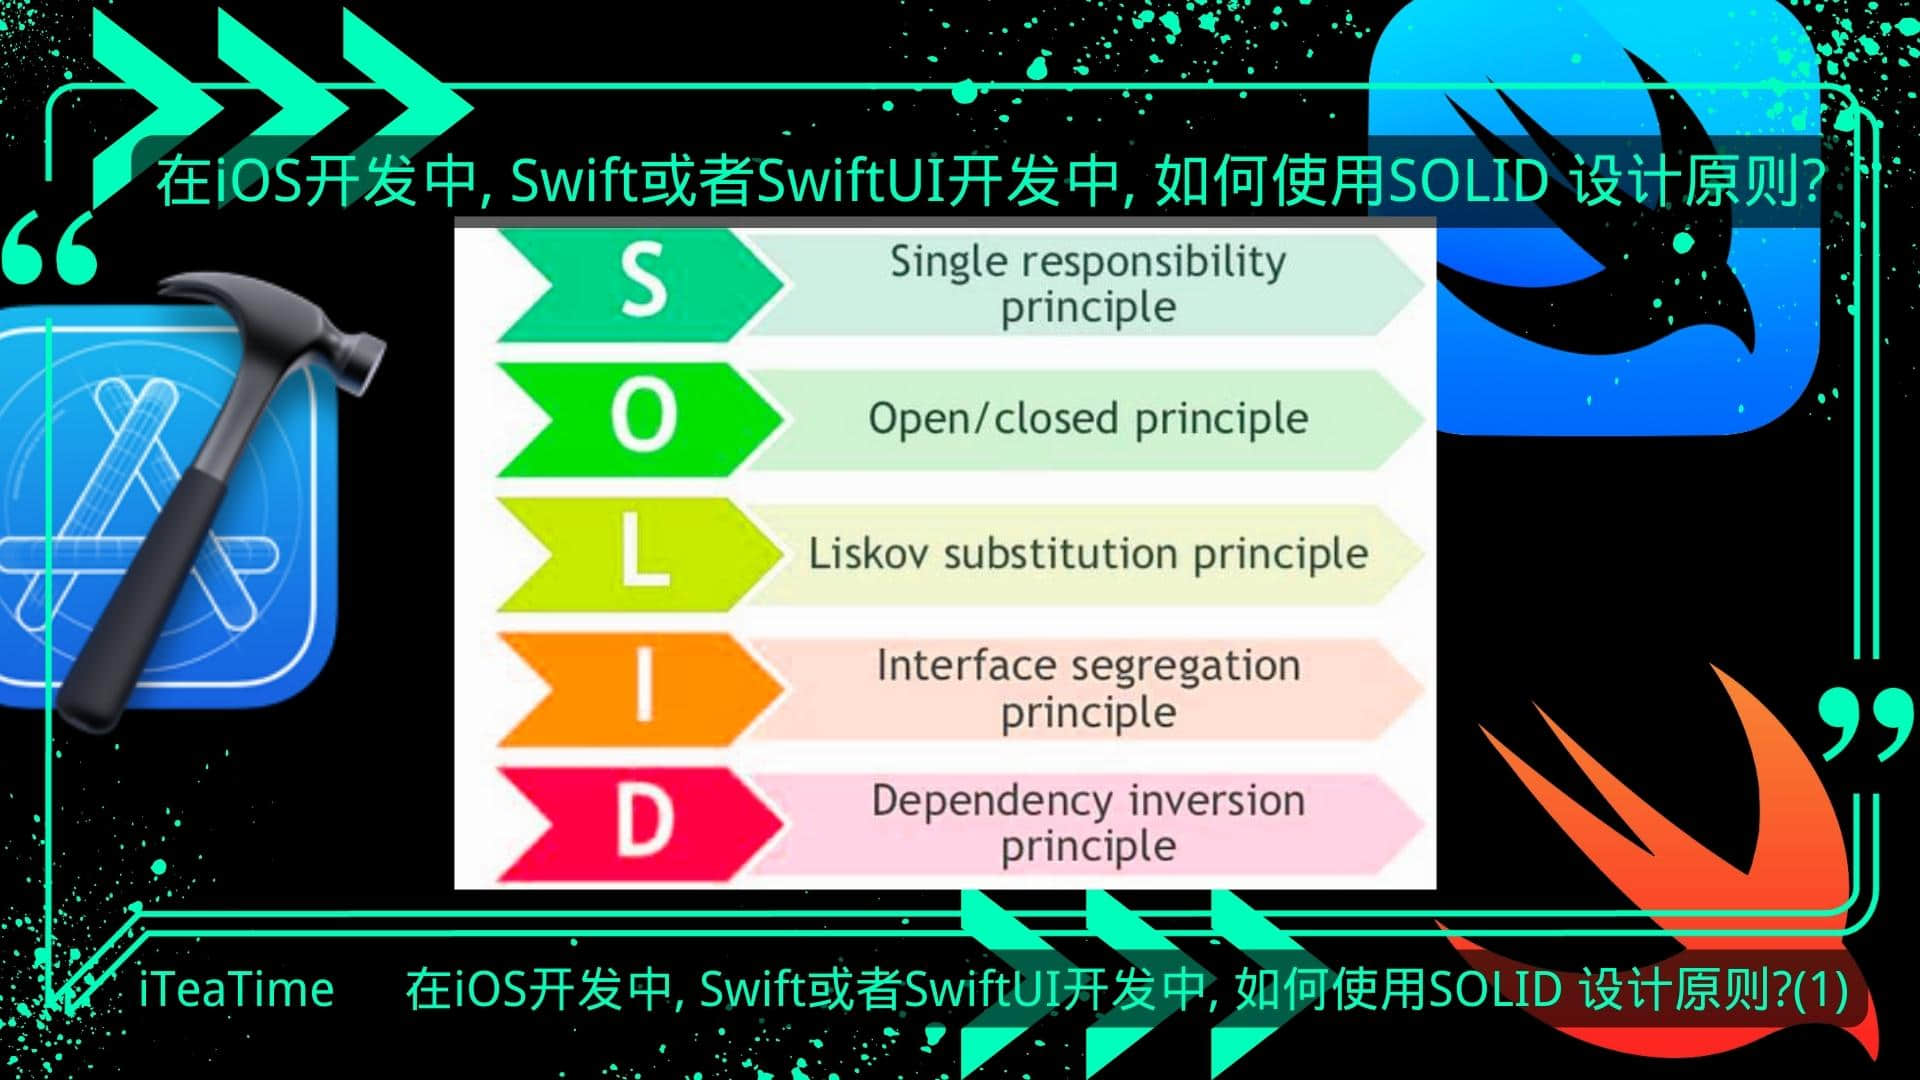 在iOS开发中, Swift或者SwiftUI开发中, 如何使用SOLID 设计原则?
S
Single responsibility
principle
O
Open/closed principle
L
Liskov substitution principle
I
Interface segregation
principle
D
Dependency inversion
principle
iTeaTime
在iOS开发中, Swift或者SwiftUI开发中, 如何使用SOLID 设计原则?(1)